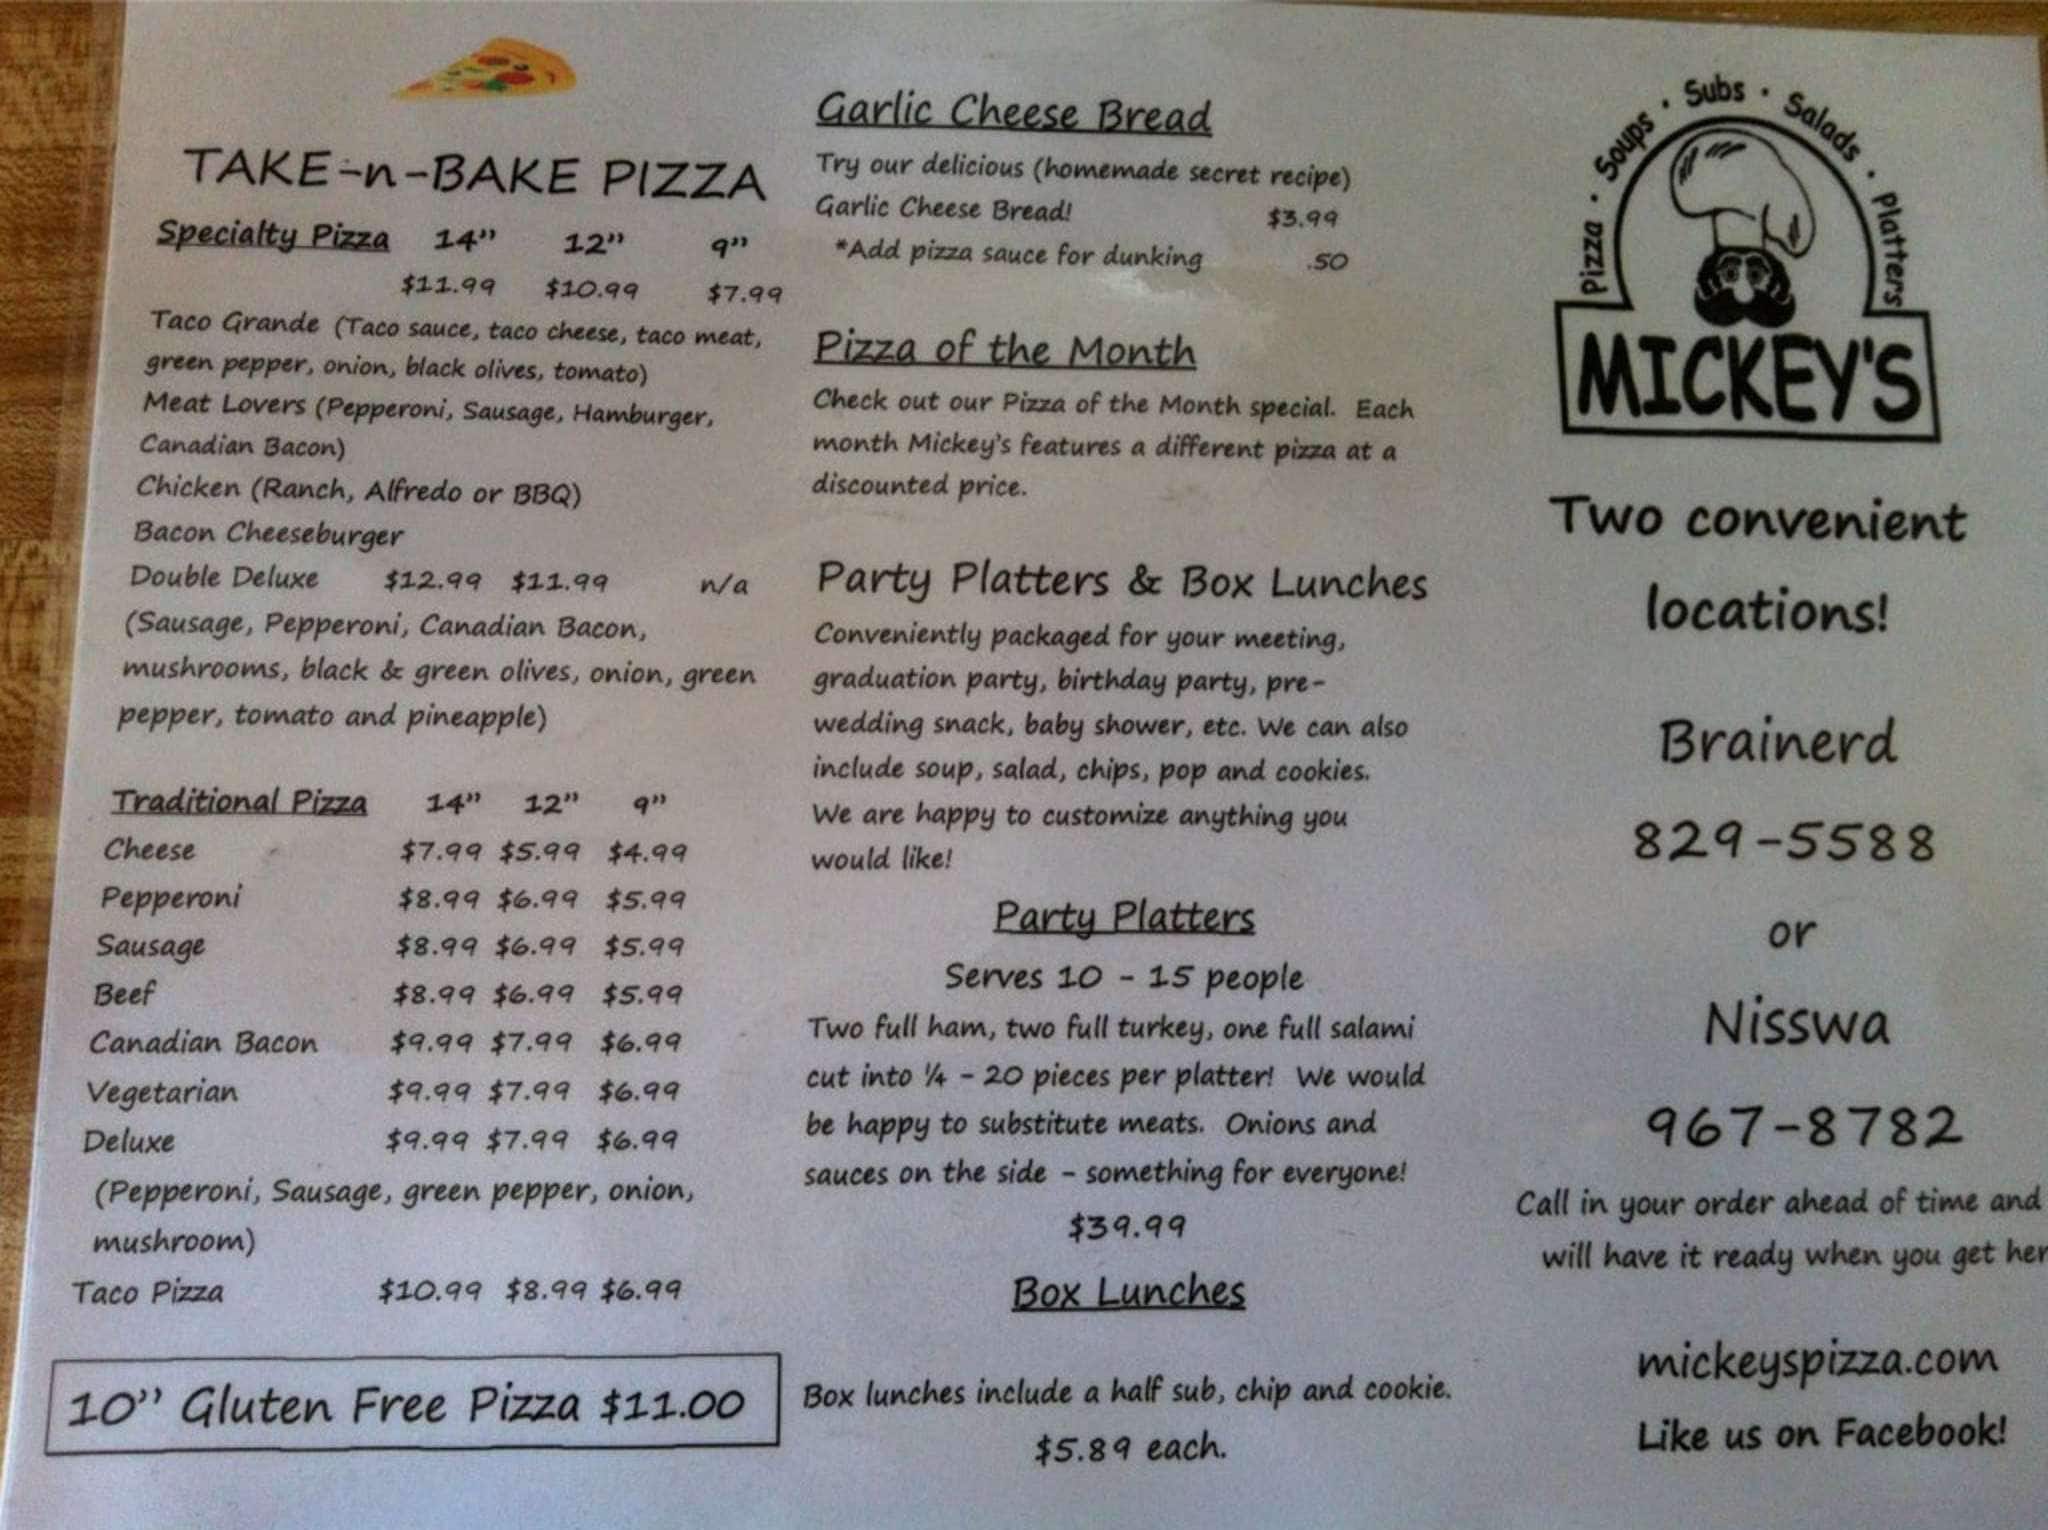 TAKE-n-BAKE PIZZA
Specialty Pizza 14” 12” 9”
$11.99 $10.99 $7.99
Taco Grande (Taco sauce, taco cheese, taco meat,
green pepper, onion, black olives, tomato)
Meat Lovers (Pepperoni, Sausage, Hamburger,
Canadian Bacon)
Chicken (Ranch, Alfredo or BBQ)
Bacon Cheeseburger
Double Deluxe $12.99 $11.99 n/a
(Sausage, Pepperoni, Canadian Bacon,
mushrooms, black & green olives, onion, green
pepper, tomato and pineapple)
Traditional Pizza 14” 12” 9”
Cheese $7.99 $5.99 $4.99
Pepperoni $8.99 $6.99 $5.99
Sausage $8.99 $6.99 $5.99
Beef $8.99 $6.99 $5.99
Canadian Bacon $9.99 $7.99 $6.99
Vegetarian $9.99 $7.99 $6.99
Deluxe $9.99 $7.99 $6.99
(Pepperoni, Sausage, green pepper, onion,
mushroom)
Taco Pizza $10.99 $8.99 $6.99
10” Gluten Free Pizza $11.00
Garlic Cheese Bread
Try our delicious (homemade secret recipe)
Garlic Cheese Bread! $3.99
*Add pizza sauce for dunking .50
Pizza of the Month
Check out our Pizza of the Month special. Each
month Mickey's features a different pizza at a
discounted price.
Party Platters & Box Lunches
Conveniently packaged for your meeting,
graduation party, birthday party, pre-
wedding snack, baby shower, etc. We can also
include soup, salad, chips, pop and cookies.
We are happy to customize anything you
would like!
Party Platters
Serves 10 - 15 people
Two full ham, two full turkey, one full salami
cut into ¼ - 20 pieces per platter! We would
be happy to substitute meats. Onions and
sauces on the side - something for everyone!
$39.99
Box Lunches
Box lunches include a half sub, chip and cookie.
$5.89 each.
Pizza · Soups · Subs · Salads · Platters
MICKEY'S
Two convenient
locations!
Brainerd
829-5588
or
Nisswa
967-8782
Call in your order ahead of time and
will have it ready when you get her
mickeyspizza.com
Like us on Facebook!